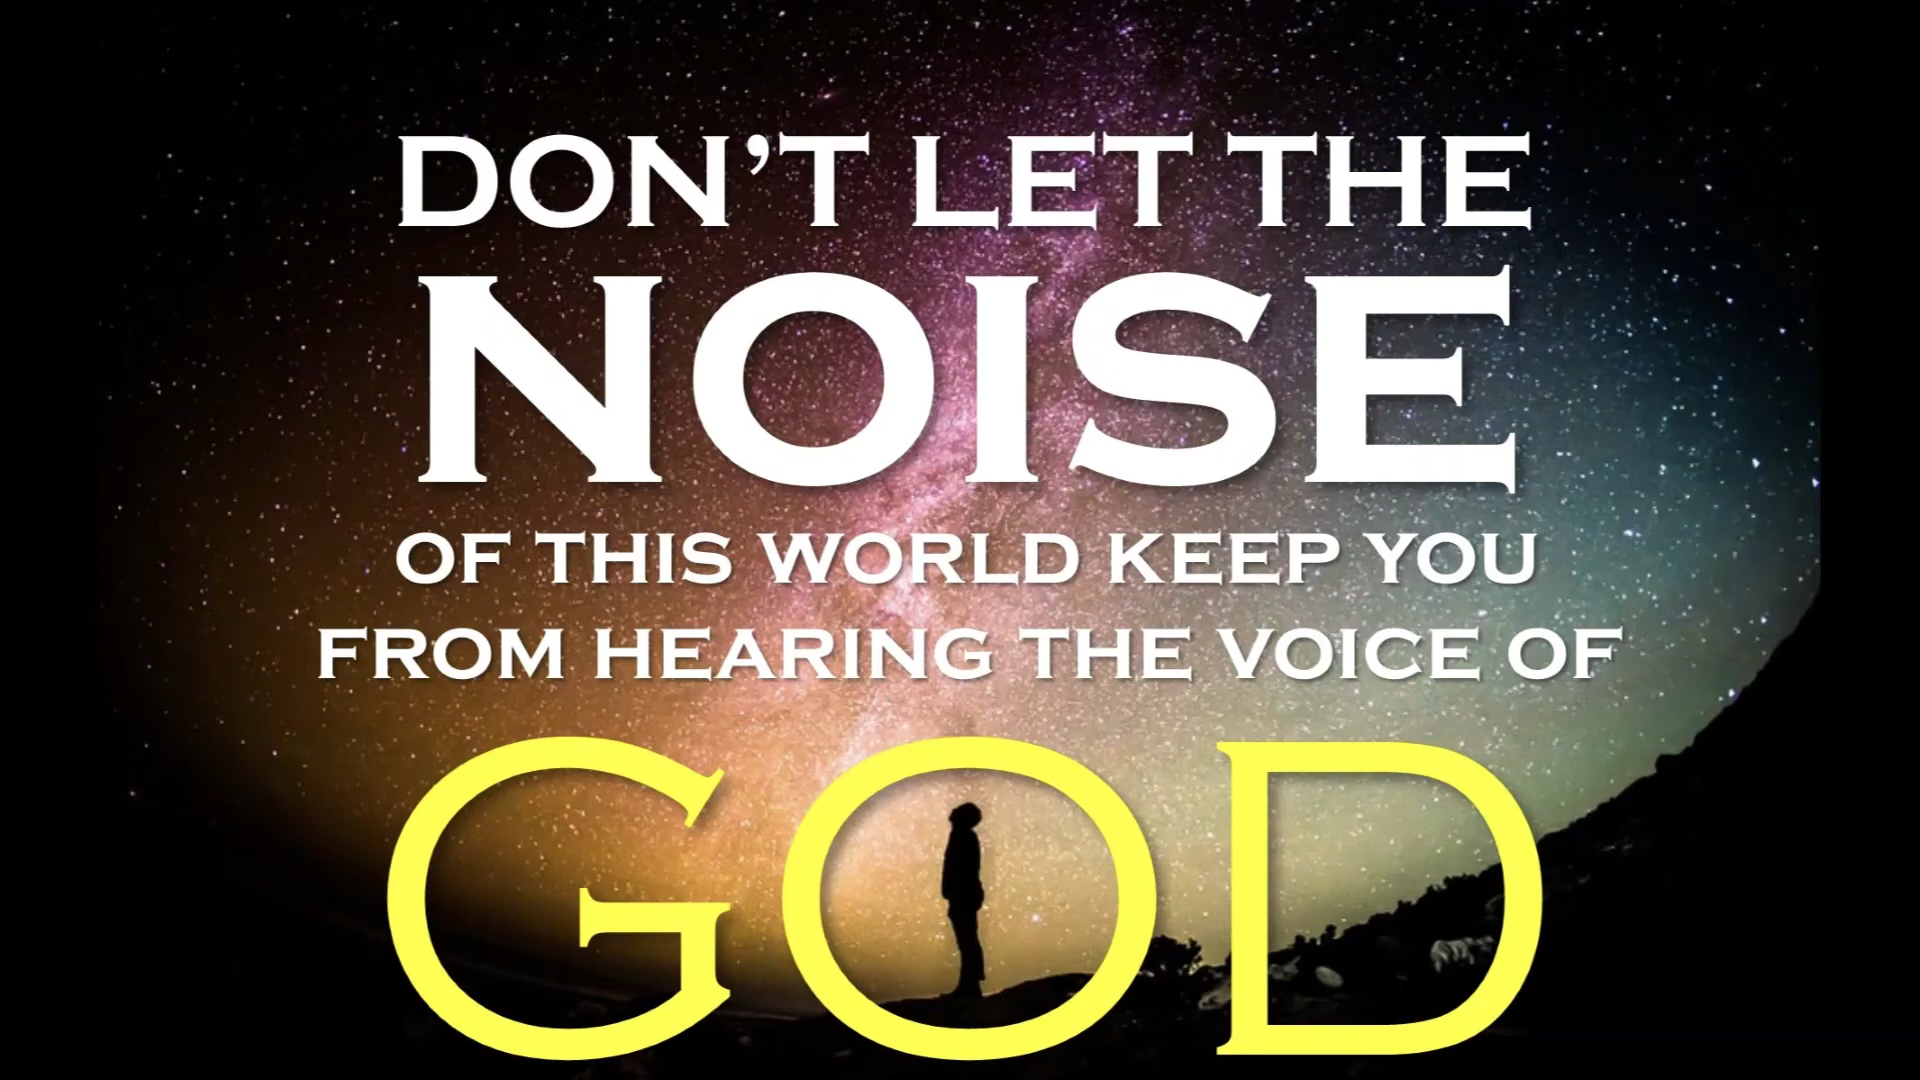 DON’T LET THE
NOISE
OF THIS WORLD KEEP YOU
FROM HEARING THE VOICE OF
GOD